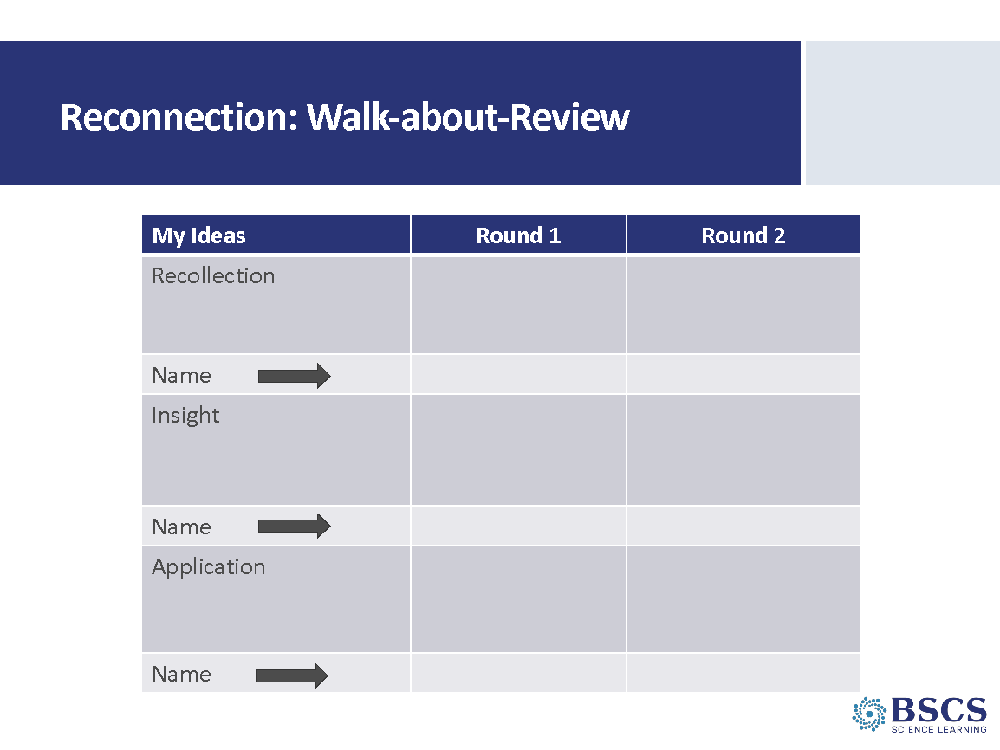 Reconnection: Walk-about-Review
My Ideas Round 1 Round 2
Recollection
Name
Insight
Name
Application
Name
BSCS
SCIENCE LEARNING